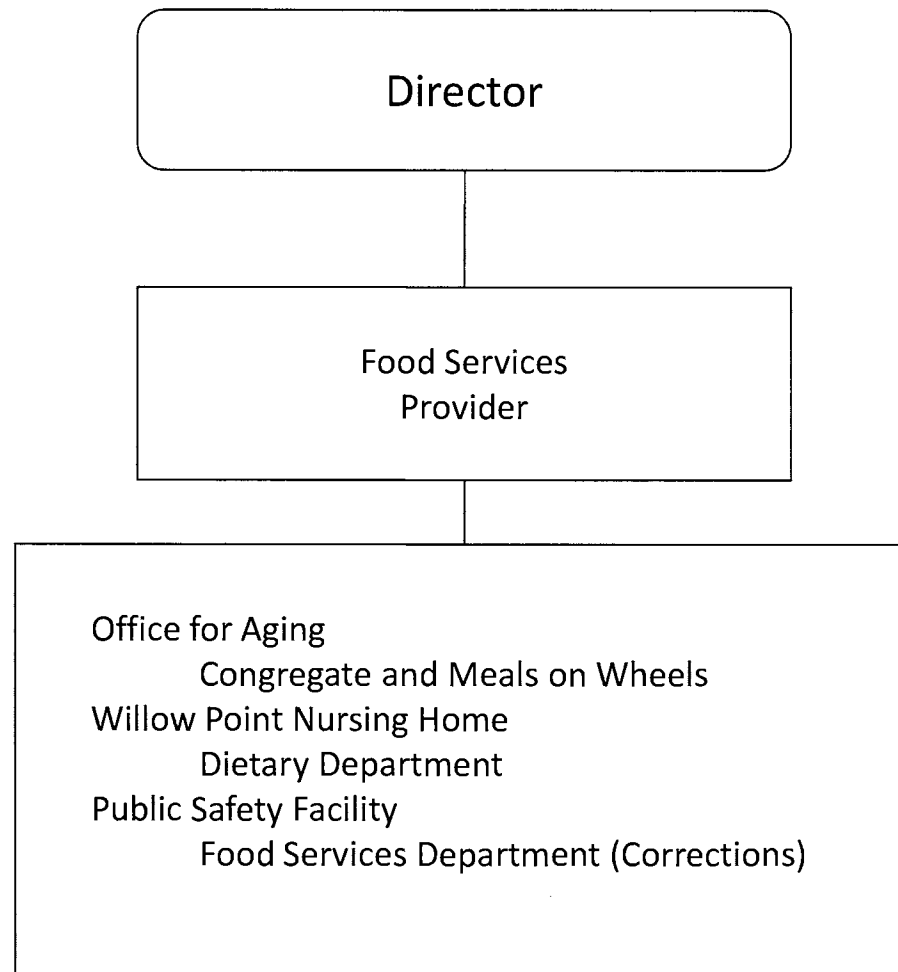 Director
Food Services
Provider
Office for Aging
Congregate and Meals on Wheels
Willow Point Nursing Home
Dietary Department
Public Safety Facility
Food Services Department (Corrections)